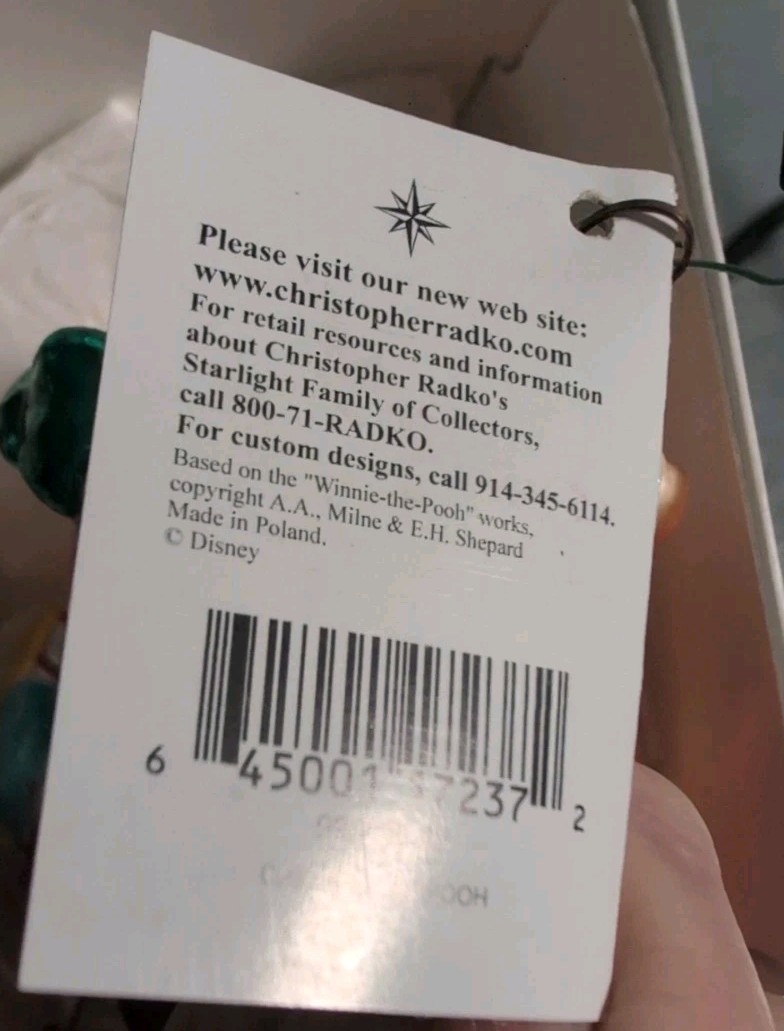 Please visit our new web site:
www.christopherradko.com
For retail resources and information
about Christopher Radko's
Starlight Family of Collectors,
call 800-71-RADKO.
For custom designs, call 914-345-6114.
Based on the "Winnie-the-Pooh" works,
copyright A.A., Milne & E.H. Shepard
Made in Poland.
© Disney
6 45001 2